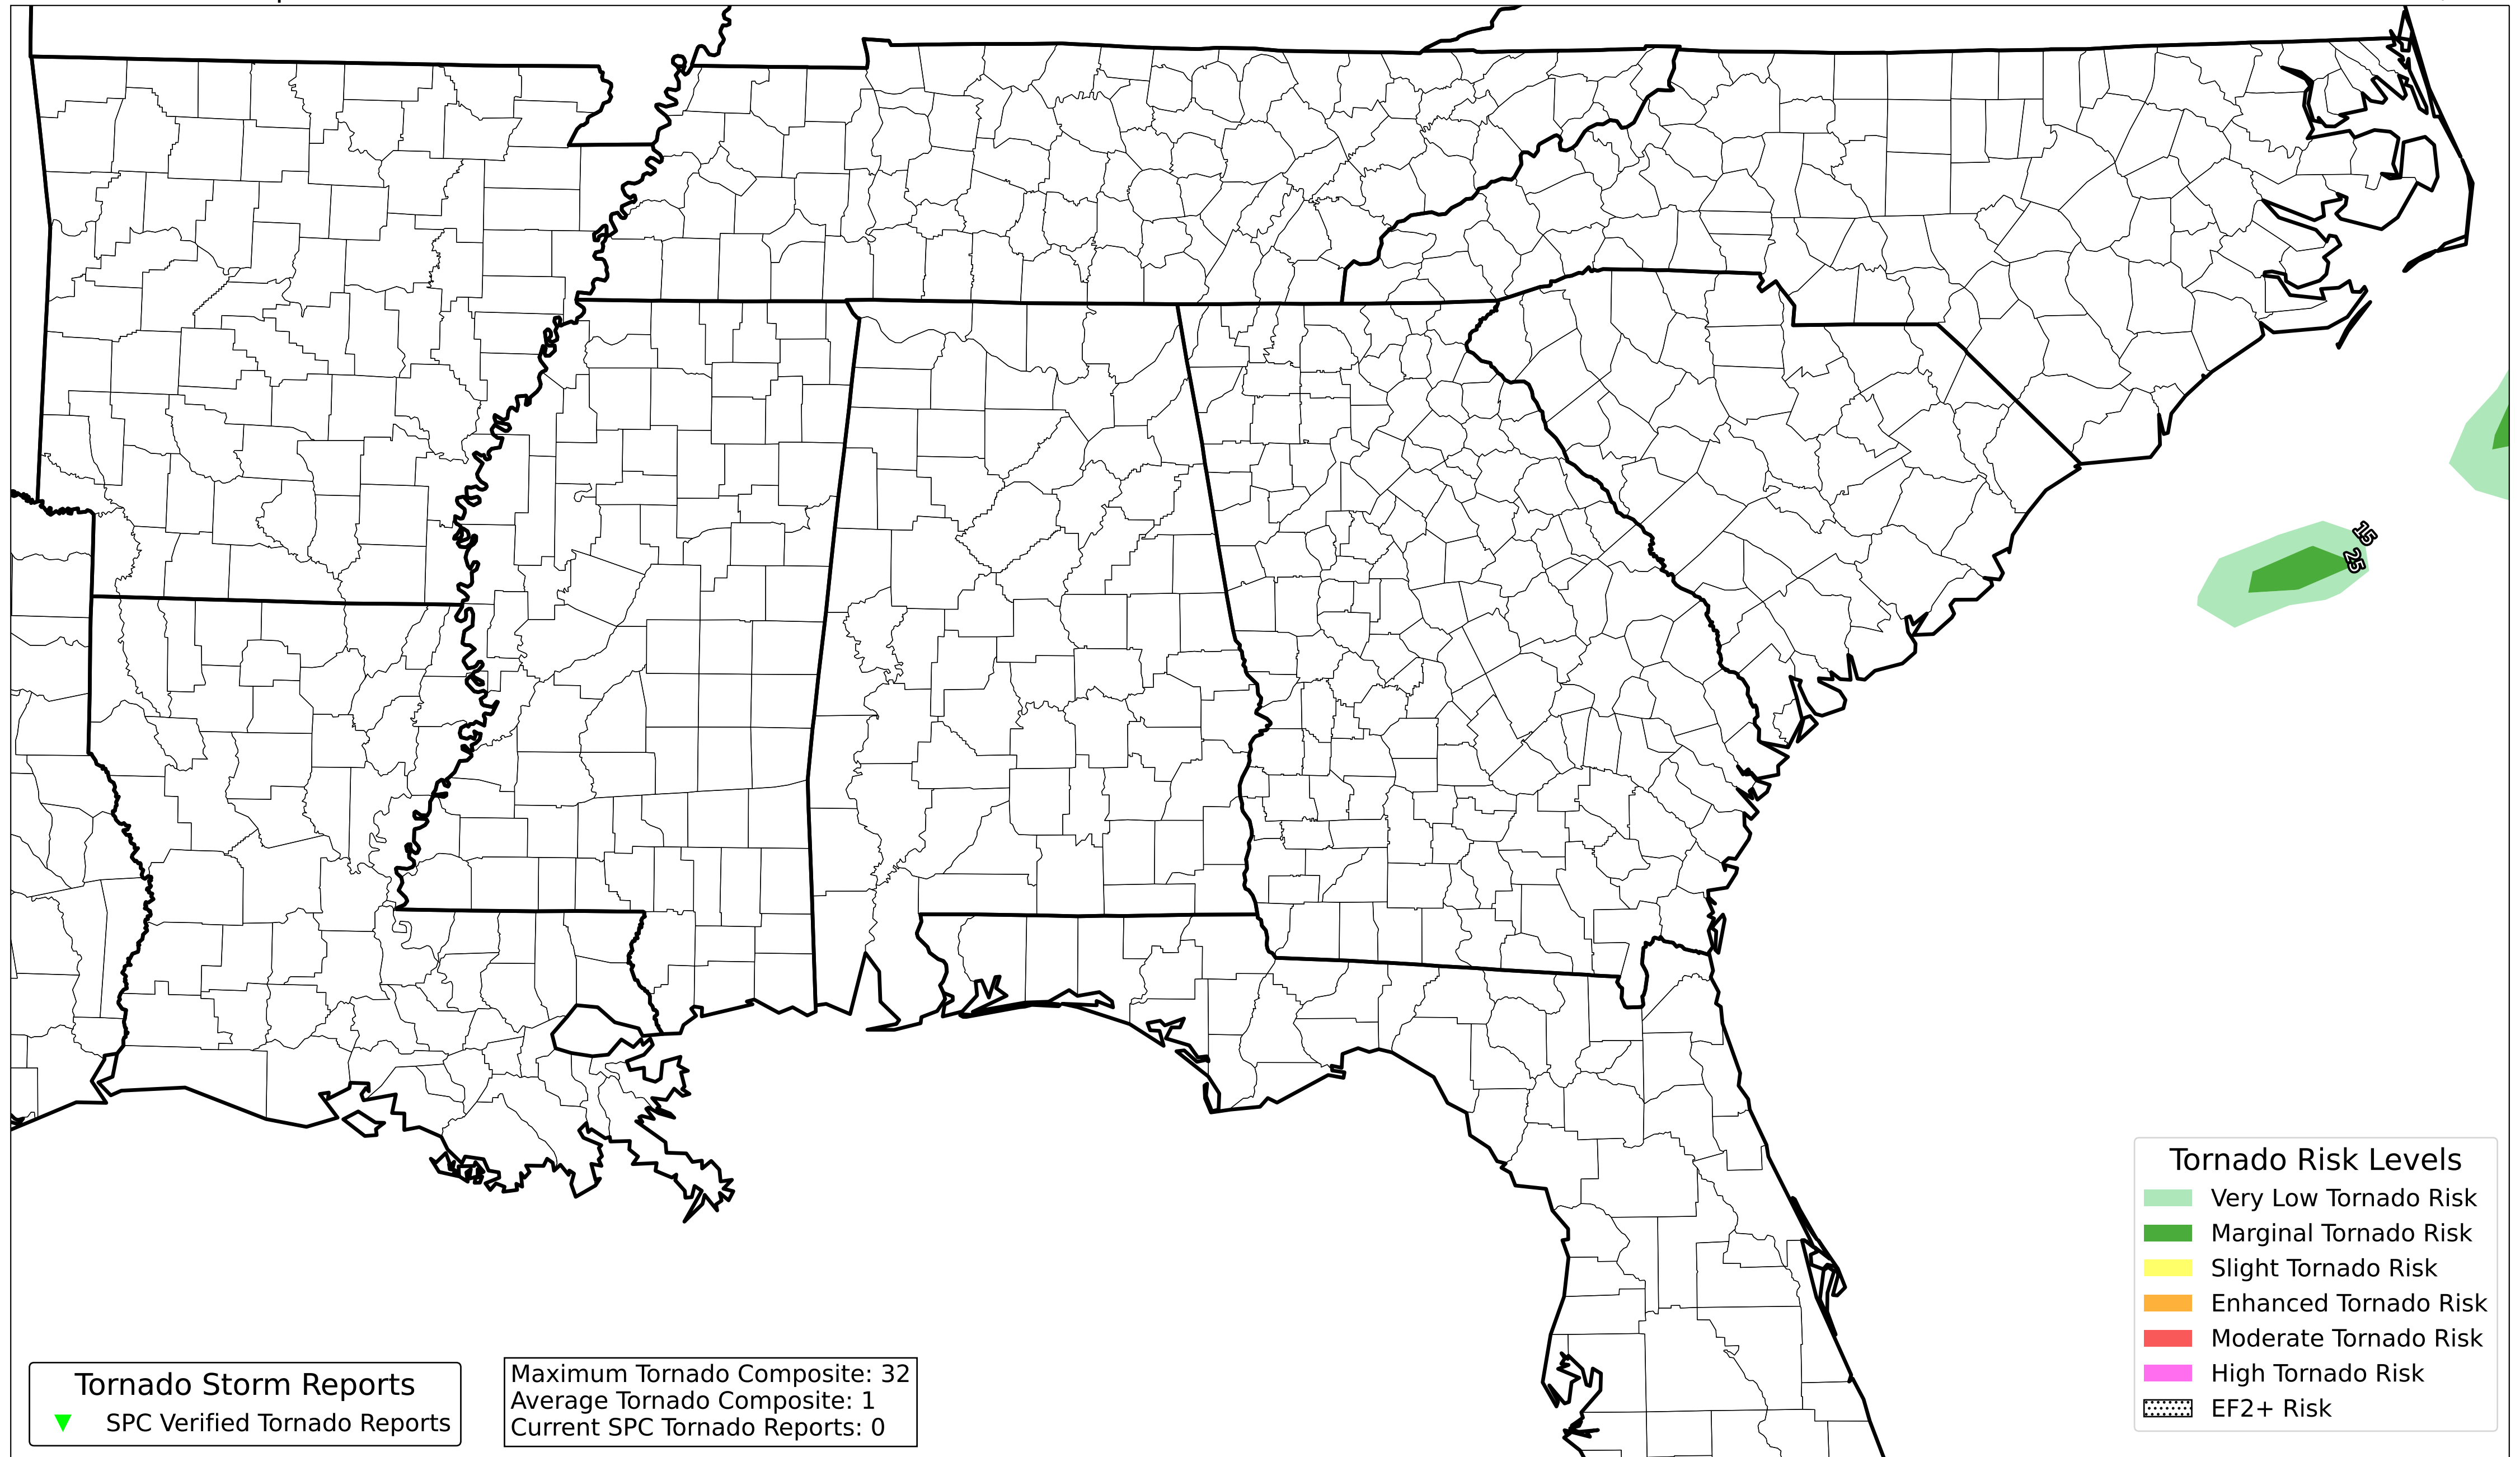 15
25
Tornado Risk Levels
Very Low Tornado Risk
Marginal Tornado Risk
Slight Tornado Risk
Enhanced Tornado Risk
Moderate Tornado Risk
High Tornado Risk
EF2+ Risk
Tornado Storm Reports
SPC Verified Tornado Reports
Maximum Tornado Composite: 32
Average Tornado Composite: 1
Current SPC Tornado Reports: 0